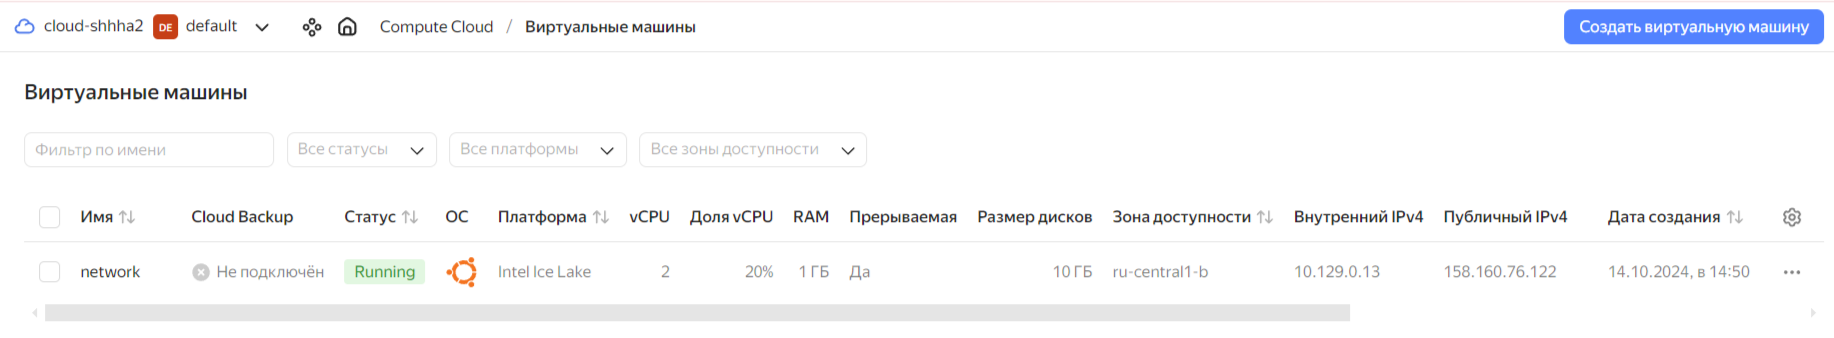 cloud-shhha2 DE default Compute Cloud / Виртуальные машины Создать виртуальную машину
Виртуальные машины
Фильтр по имени Все статусы Все платформы Все зоны доступности
Имя Cloud Backup Статус ОС Платформа vCPU Доля vCPU RAM Прерываемая Размер дисков Зона доступности Внутренний IPv4 Публичный IPv4 Дата создания
network Не подключён Running Intel Ice Lake 2 20% 1 ГБ Да 10 ГБ ru-central1-b 10.129.0.13 158.160.76.122 14.10.2024, в 14:50